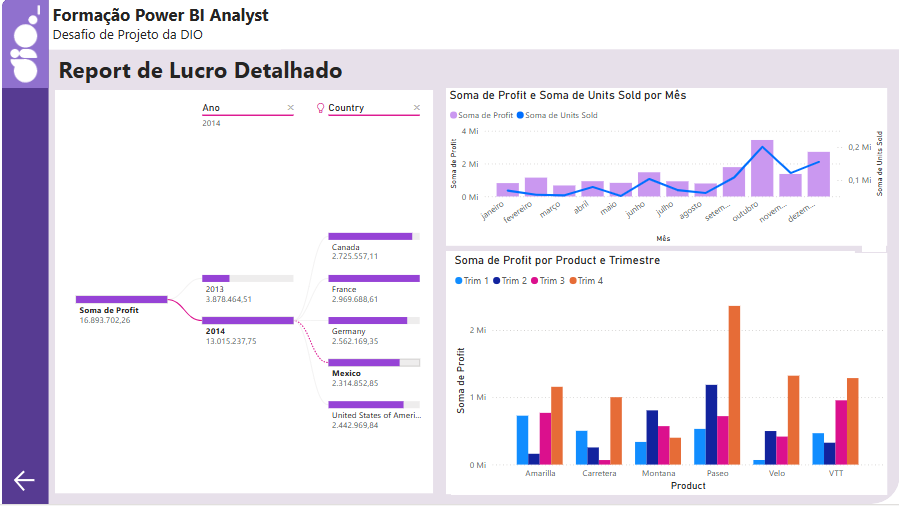 Formação Power BI Analyst
Desafio de Projeto da DIO
Report de Lucro Detalhado
Ano
Country
2014
Soma de Profit
16.893.702,26
2013
3.878.464,51
2014
13.015.237,75
Canada
2.725.557,11
France
2.969.688,61
Germany
2.562.169,35
Mexico
2.314.852,85
United States of Ameri...
2.442.969,84
Soma de Profit e Soma de Units Sold por Mês
Soma de Profit Soma de Units Sold
Soma de Profit
4 Mi
2 Mi
0 Mi
0,2 Mi
0,1 Mi
Soma de Units Sold
janeiro
fevereiro
março
abril
maio
junho
julho
agosto
setem...
outubro
novem...
dezem...
Mês
Soma de Profit por Product e Trimestre
Trim 1 Trim 2 Trim 3 Trim 4
Soma de Profit
2 Mi
1 Mi
0 Mi
Amarilla Carretera Montana Paseo Velo VTT
Product